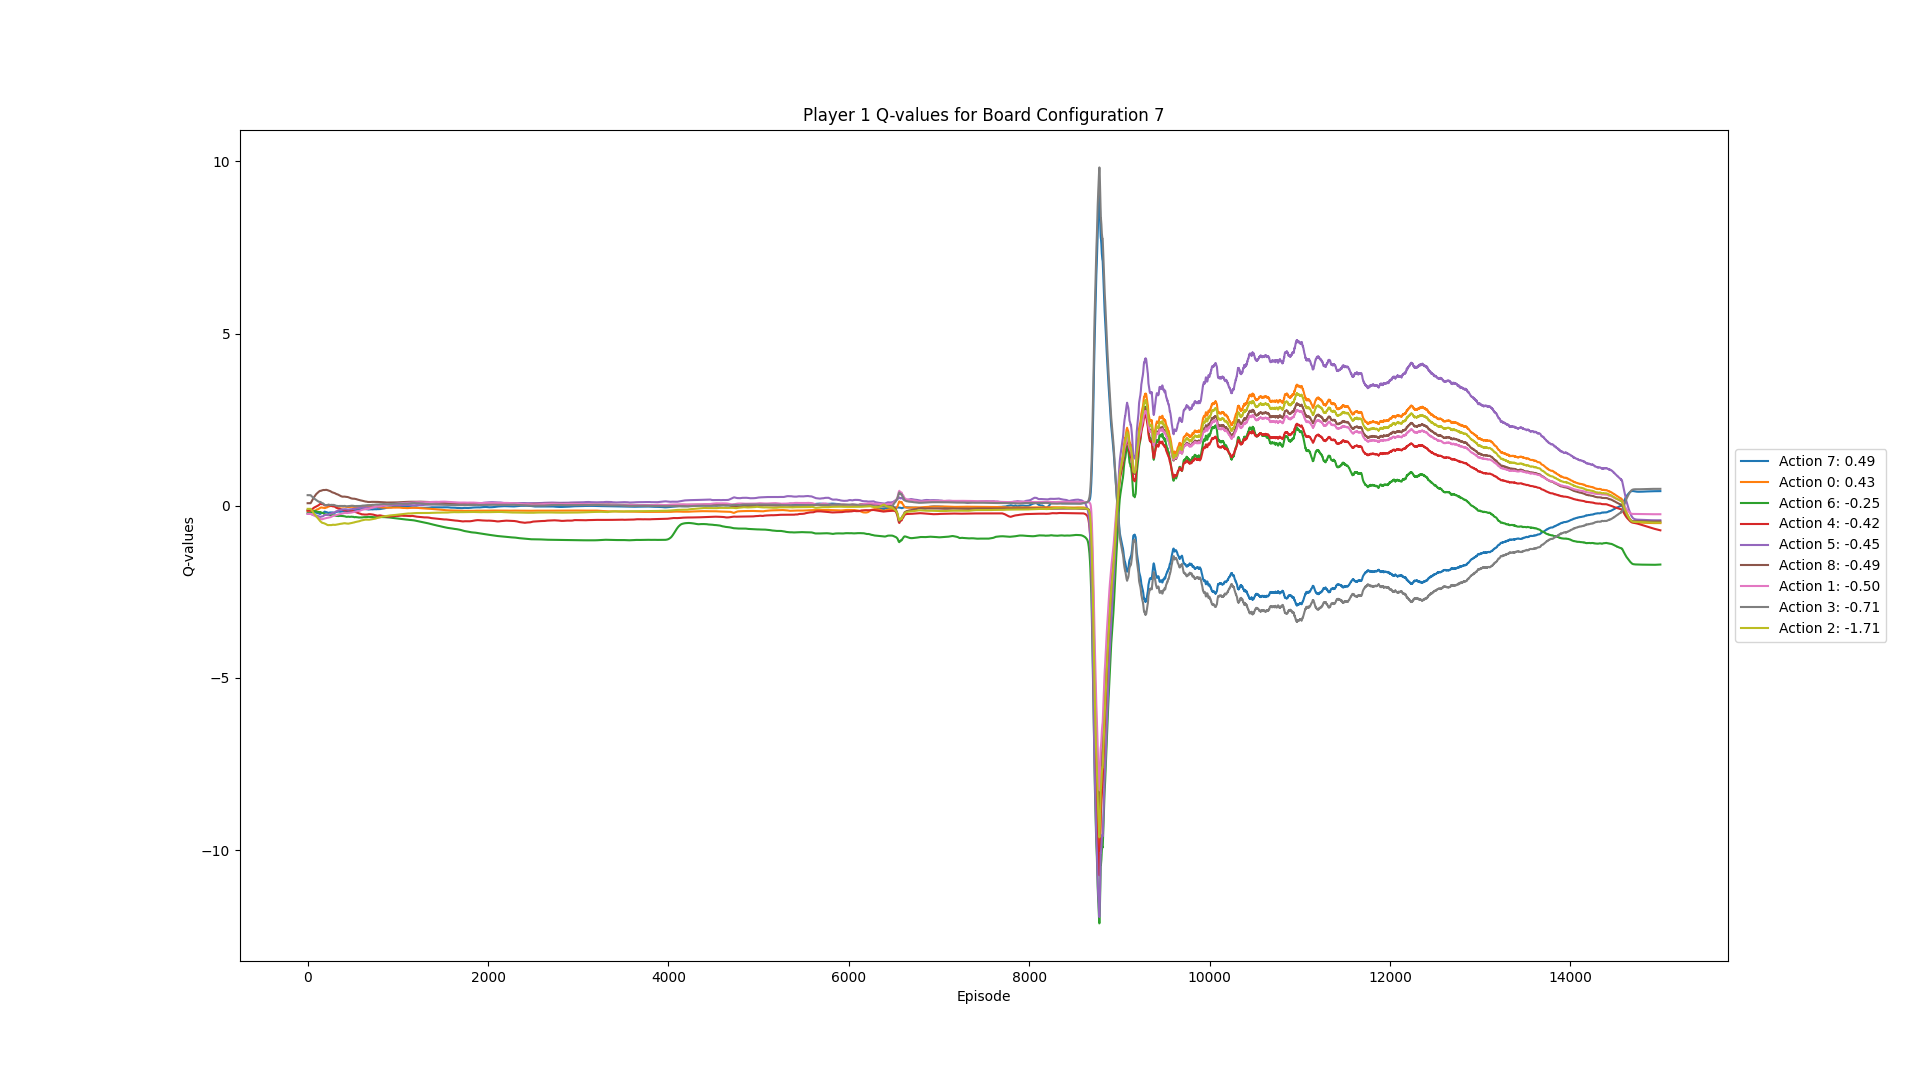 Player 1 Q-values for Board Configuration 7
10
5
0
−5
−10
Q-values
0 2000 4000 6000 8000 10000 12000 14000
Episode
Action 7: 0.49
Action 0: 0.43
Action 6: -0.25
Action 4: -0.42
Action 5: -0.45
Action 8: -0.49
Action 1: -0.50
Action 3: -0.71
Action 2: -1.71